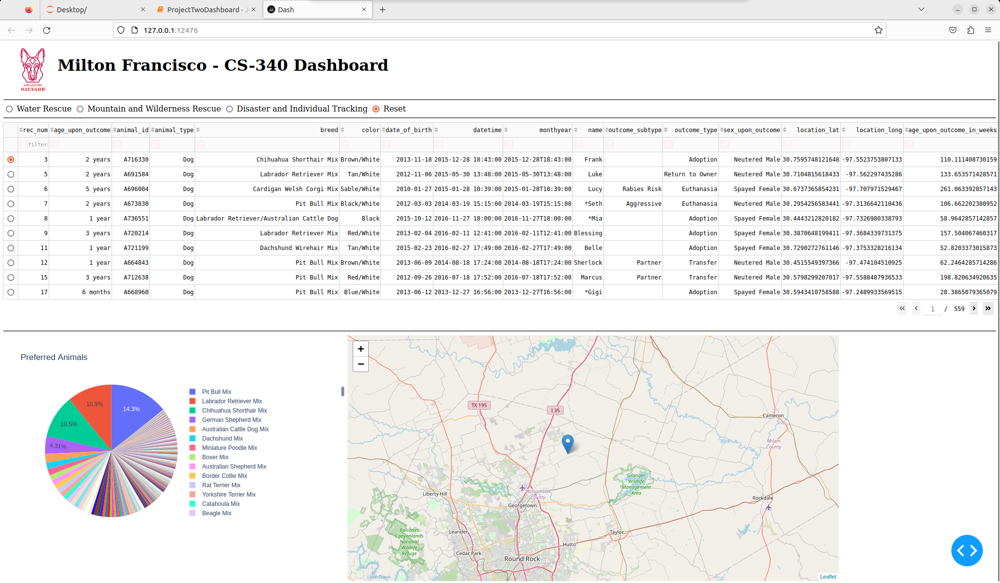 Desktop/
ProjectTwoDashboard - J
Dash
127.0.0.1:12476
GRAZIOSO
SALVARE
Milton Francisco - CS-340 Dashboard
Water Rescue Mountain and Wilderness Rescue Disaster and Individual Tracking Reset
rec_num age_upon_outcome animal_id animal_type breed color date_of_birth datetime monthyear name outcome_subtype outcome_type sex_upon_outcome location_lat location_long age_upon_outcome_in_weeks
filter
3 2 years A716330 Dog Chihuahua Shorthair Mix Brown/White 2013-11-18 2015-12-28 18:43:00 2015-12-28T18:43:00 Frank Adoption Neutered Male 30.7595748121648 -97.5523753807133 110.111408730159
5 2 years A691584 Dog Labrador Retriever Mix Tan/White 2012-11-06 2015-05-30 13:48:00 2015-05-30T13:48:00 Luke Return to Owner Neutered Male 30.7104815618433 -97.562297435286 133.653571428571
6 5 years A696004 Dog Cardigan Welsh Corgi Mix Sable/White 2010-01-27 2015-01-28 10:39:00 2015-01-28T10:39:00 Lucy Rabies Risk Euthanasia Spayed Female 30.6737365854231 -97.707971529467 261.063392857143
7 2 years A673830 Dog Pit Bull Mix Black/White 2012-03-03 2014-03-19 15:15:00 2014-03-19T15:15:00 *Seth Aggressive Euthanasia Neutered Male 30.2954256583441 -97.3136642110436 106.662202380952
8 1 year A736551 Dog Labrador Retriever/Australian Cattle Dog Black 2015-10-12 2016-11-27 18:00:00 2016-11-27T18:00:00 *Mia Adoption Spayed Female 30.4443212820182 -97.7326980338793 58.9642857142857
9 3 years A720214 Dog Labrador Retriever Mix Red/White 2013-02-04 2016-02-11 12:41:00 2016-02-11T12:41:00 Blessing Adoption Spayed Female 30.3870648199411 -97.3684339731375 157.504067460317
11 1 year A721199 Dog Dachshund Wirehair Mix Tan/White 2015-02-23 2016-02-27 17:49:00 2016-02-27T17:49:00 Belle Adoption Spayed Female 30.7290272761146 -97.3753328216134 52.8203373015873
12 1 year A664843 Dog Pit Bull Mix Brown/White 2013-06-09 2014-08-18 17:24:00 2014-08-18T17:24:00 Sherlock Partner Transfer Neutered Male 30.4515549397366 -97.474104510925 62.2464285714286
15 3 years A712638 Dog Pit Bull Mix Red/White 2012-09-26 2016-07-18 17:52:00 2016-07-18T17:52:00 Marcus Partner Transfer Neutered Male 30.5798299207017 -97.5588487936533 198.820634920635
17 6 months A668960 Dog Pit Bull Mix Blue/White 2013-06-12 2013-12-27 16:56:00 2013-12-27T16:56:00 *Gigi Adoption Spayed Female 30.5943410758588 -97.2489933569515 28.3865079365079
1 / 559
Preferred Animals
14.3%
10.9%
10.5%
4.31%
Pit Bull Mix
Labrador Retriever Mix
Chihuahua Shorthair Mix
German Shepherd Mix
Australian Cattle Dog Mix
Dachshund Mix
Miniature Poodle Mix
Boxer Mix
Australian Shepherd Mix
Border Collie Mix
Rat Terrier Mix
Yorkshire Terrier Mix
Catahoula Mix
Beagle Mix
+
−
TX 195
I 35
Cameron
Milam
County
Granger
Wildlife
Management
Area
Liberty Hill
Williamson
County
Georgetown
Rockdale
Leander
Balcones
Canyonlands
National
Wildlife
Refuge
Taylor
Hutto
Cedar Park
Round Rock
Lake Travis
Leaflet